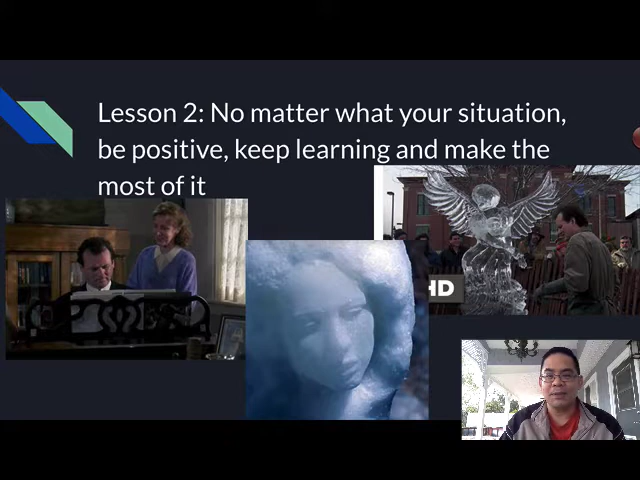 Lesson 2: No matter what your situation,
be positive, keep learning and make the
most of it
HD